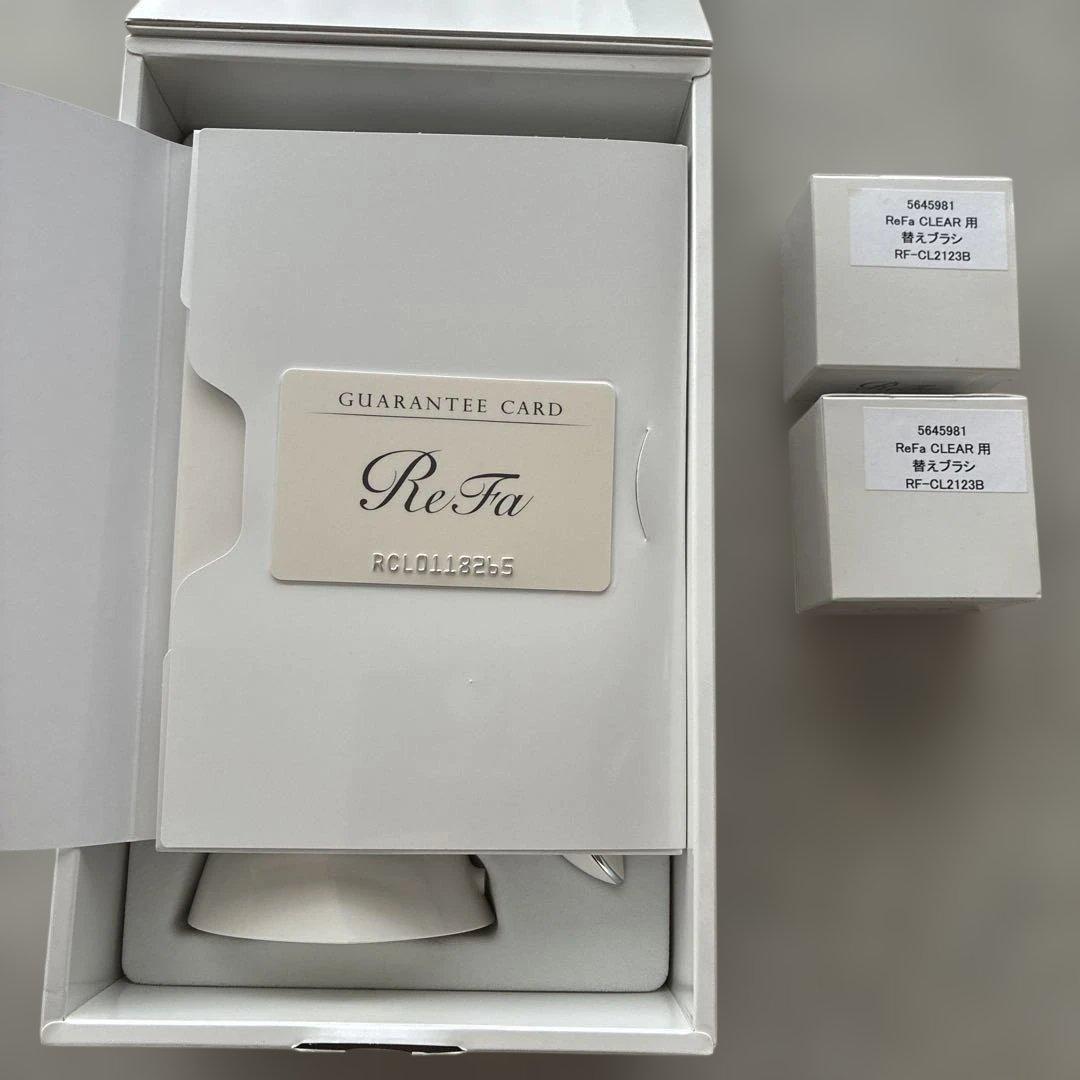 GUARANTEE CARD
ReFa
RCL0118265
5645981
ReFa CLEAR 用
替えブラシ
RF-CL2123B
ReFa
5645981
ReFa CLEAR 用
替えブラシ
RF-CL2123B